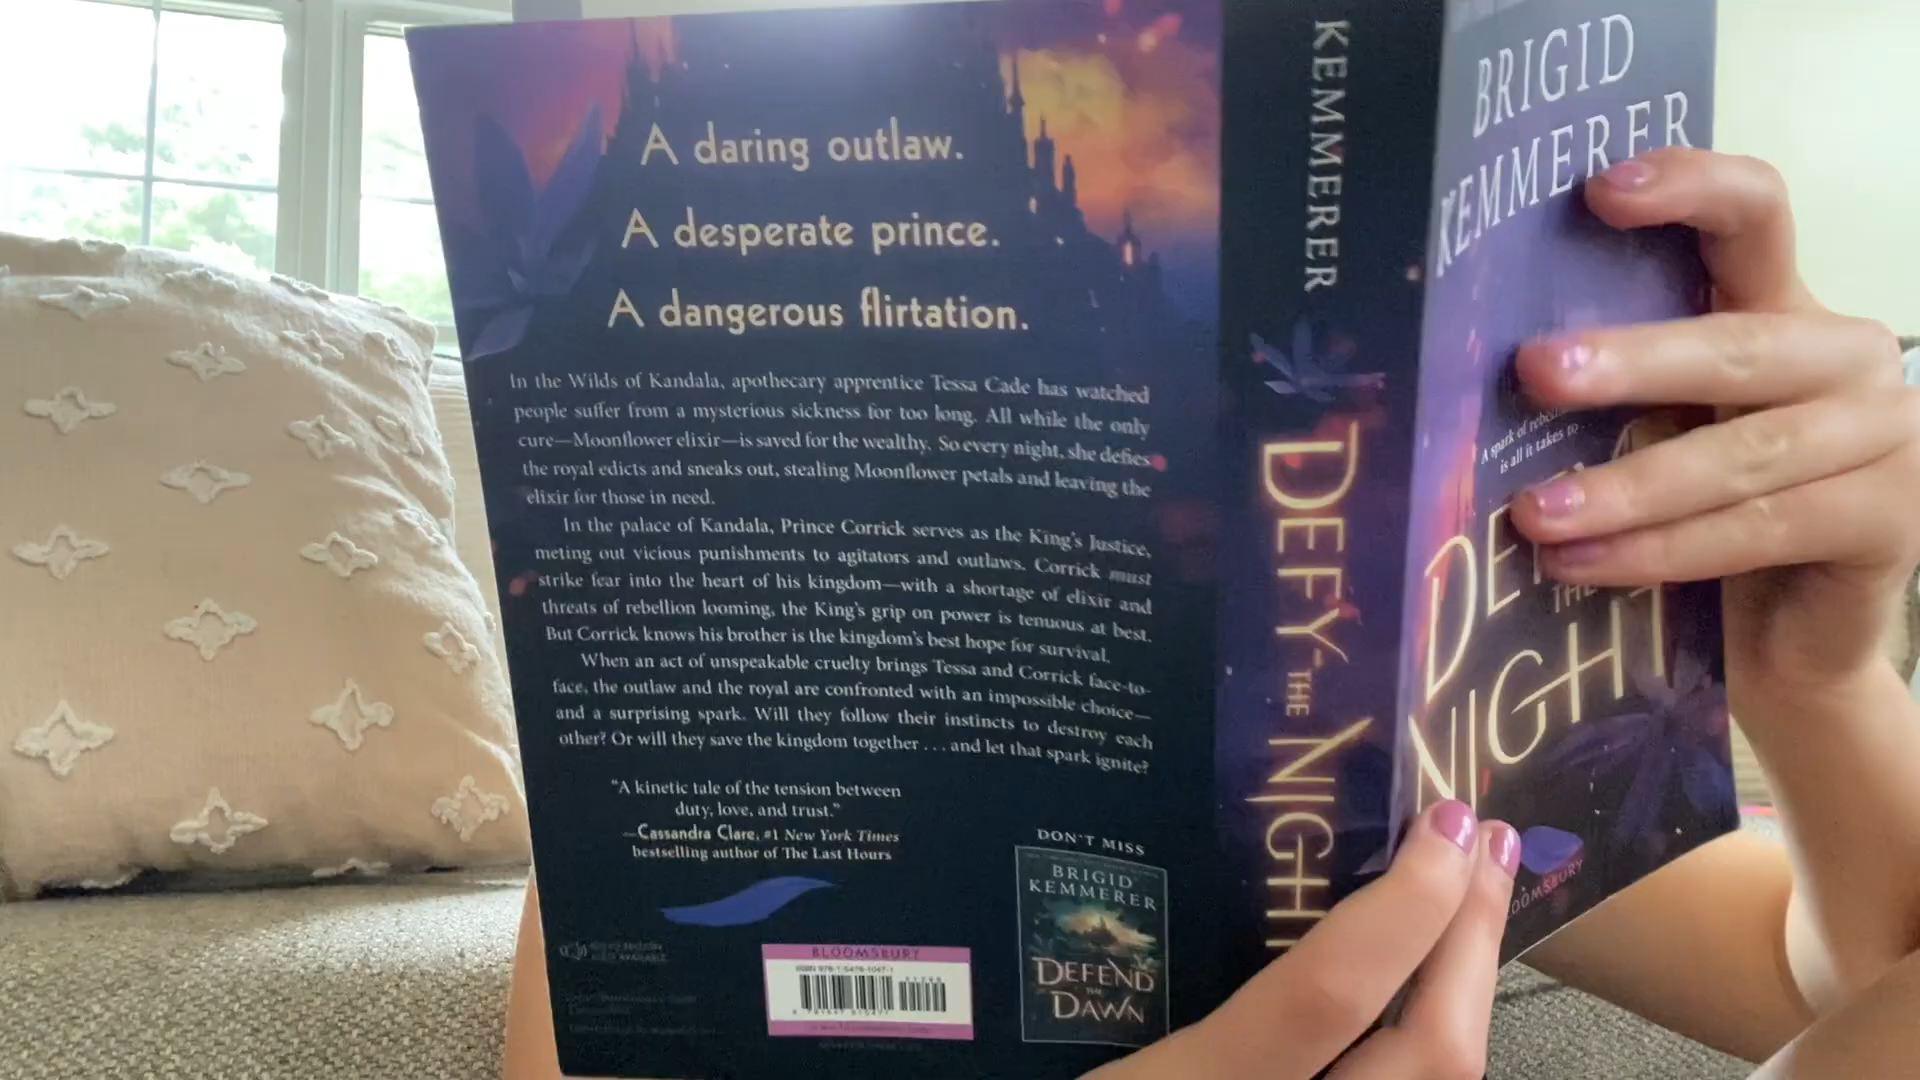 A daring outlaw.
A desperate prince.
A dangerous flirtation.
In the Wilds of Kandala, apothecary apprentice Tessa Cade has watched
people suffer from a mysterious sickness for too long. All while the only
cure—Moonflower elixir—is saved for the wealthy. So every night, she defies
the royal edicts and sneaks out, stealing Moonflower petals and leaving the
elixir for those in need.
In the palace of Kandala, Prince Corrick serves as the King's Justice,
meting out vicious punishments to agitators and outlaws. Corrick must
strike fear into the heart of his kingdom—with a shortage of elixir and
threats of rebellion looming, the King's grip on power is tenuous at best.
But Corrick knows his brother is the kingdom's best hope for survival.
When an act of unspeakable cruelty brings Tessa and Corrick face-to-
face, the outlaw and the royal are confronted with an impossible choice—
and a surprising spark. Will they follow their instincts to destroy each
other? Or will they save the kingdom together . . . and let that spark ignite?
"A kinetic tale of the tension between
duty, love, and trust."
—Cassandra Clare, #1 New York Times
bestselling author of The Last Hours
DON'T MISS
BRIGID
KEMMERER
DEFEND
THE
DAWN
BLOOMSBURY
KEMMERER
DEFY THE NIGHT
BRIGID
KEMMERER
A spark of
is all it takes to
THE
NIGHT